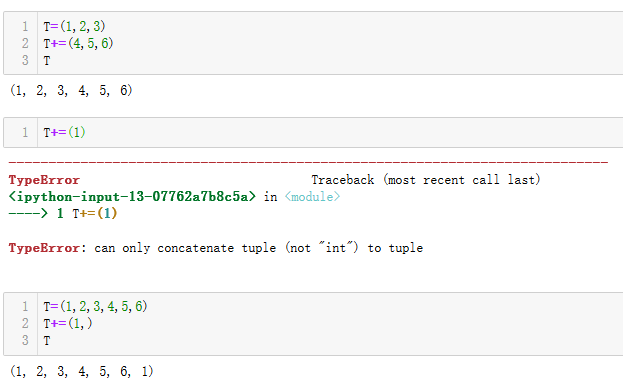 1 T=(1,2,3)
2 T+=(4,5,6)
3 T
(1, 2, 3, 4, 5, 6)
1 T+=(1)
---------------------------------------------------------------------------
TypeError Traceback (most recent call last)
<ipython-input-13-07762a7b8c5a> in <module>
----> 1 T+=(1)
TypeError: can only concatenate tuple (not "int") to tuple
1 T=(1,2,3,4,5,6)
2 T+=(1,)
3 T
(1, 2, 3, 4, 5, 6, 1)